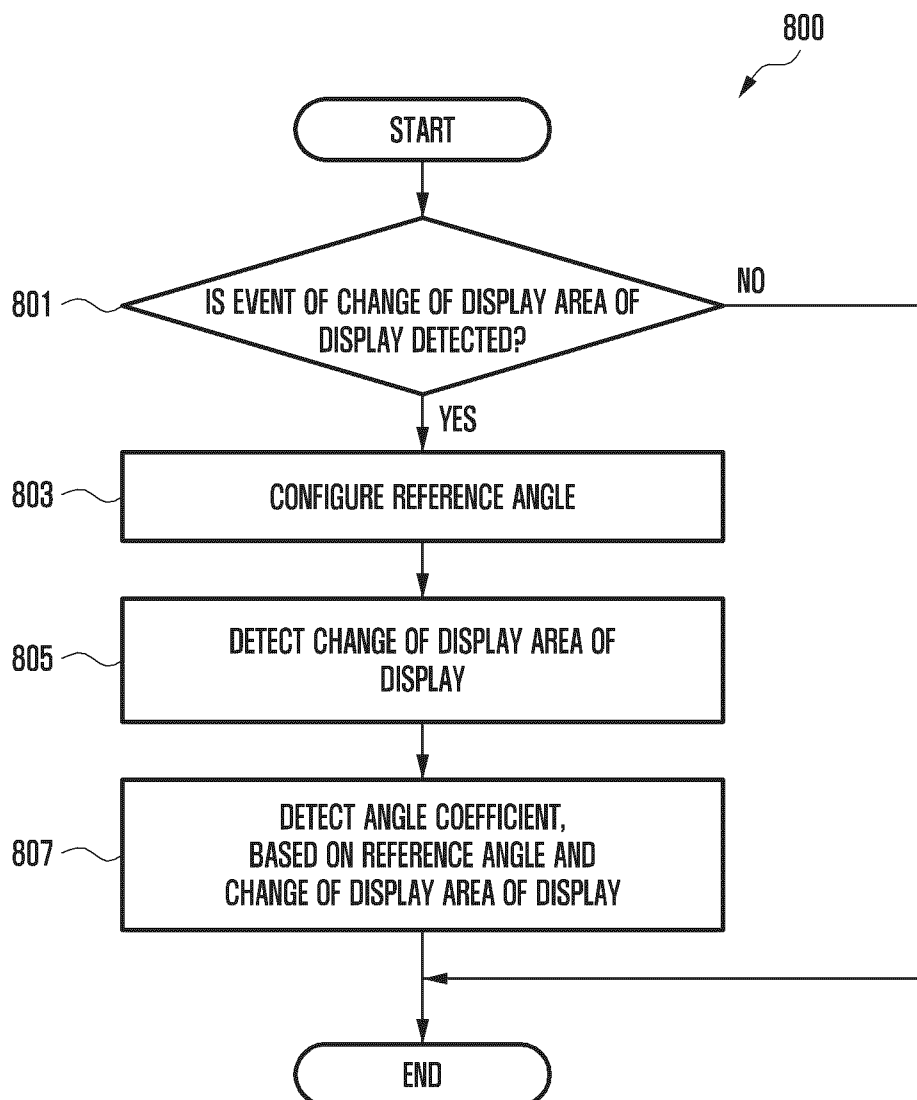 800
START
801
IS EVENT OF CHANGE OF DISPLAY AREA OF
DISPLAY DETECTED?
NO
YES
803
CONFIGURE REFERENCE ANGLE
805
DETECT CHANGE OF DISPLAY AREA OF
DISPLAY
807
DETECT ANGLE COEFFICIENT,
BASED ON REFERENCE ANGLE AND
CHANGE OF DISPLAY AREA OF DISPLAY
END